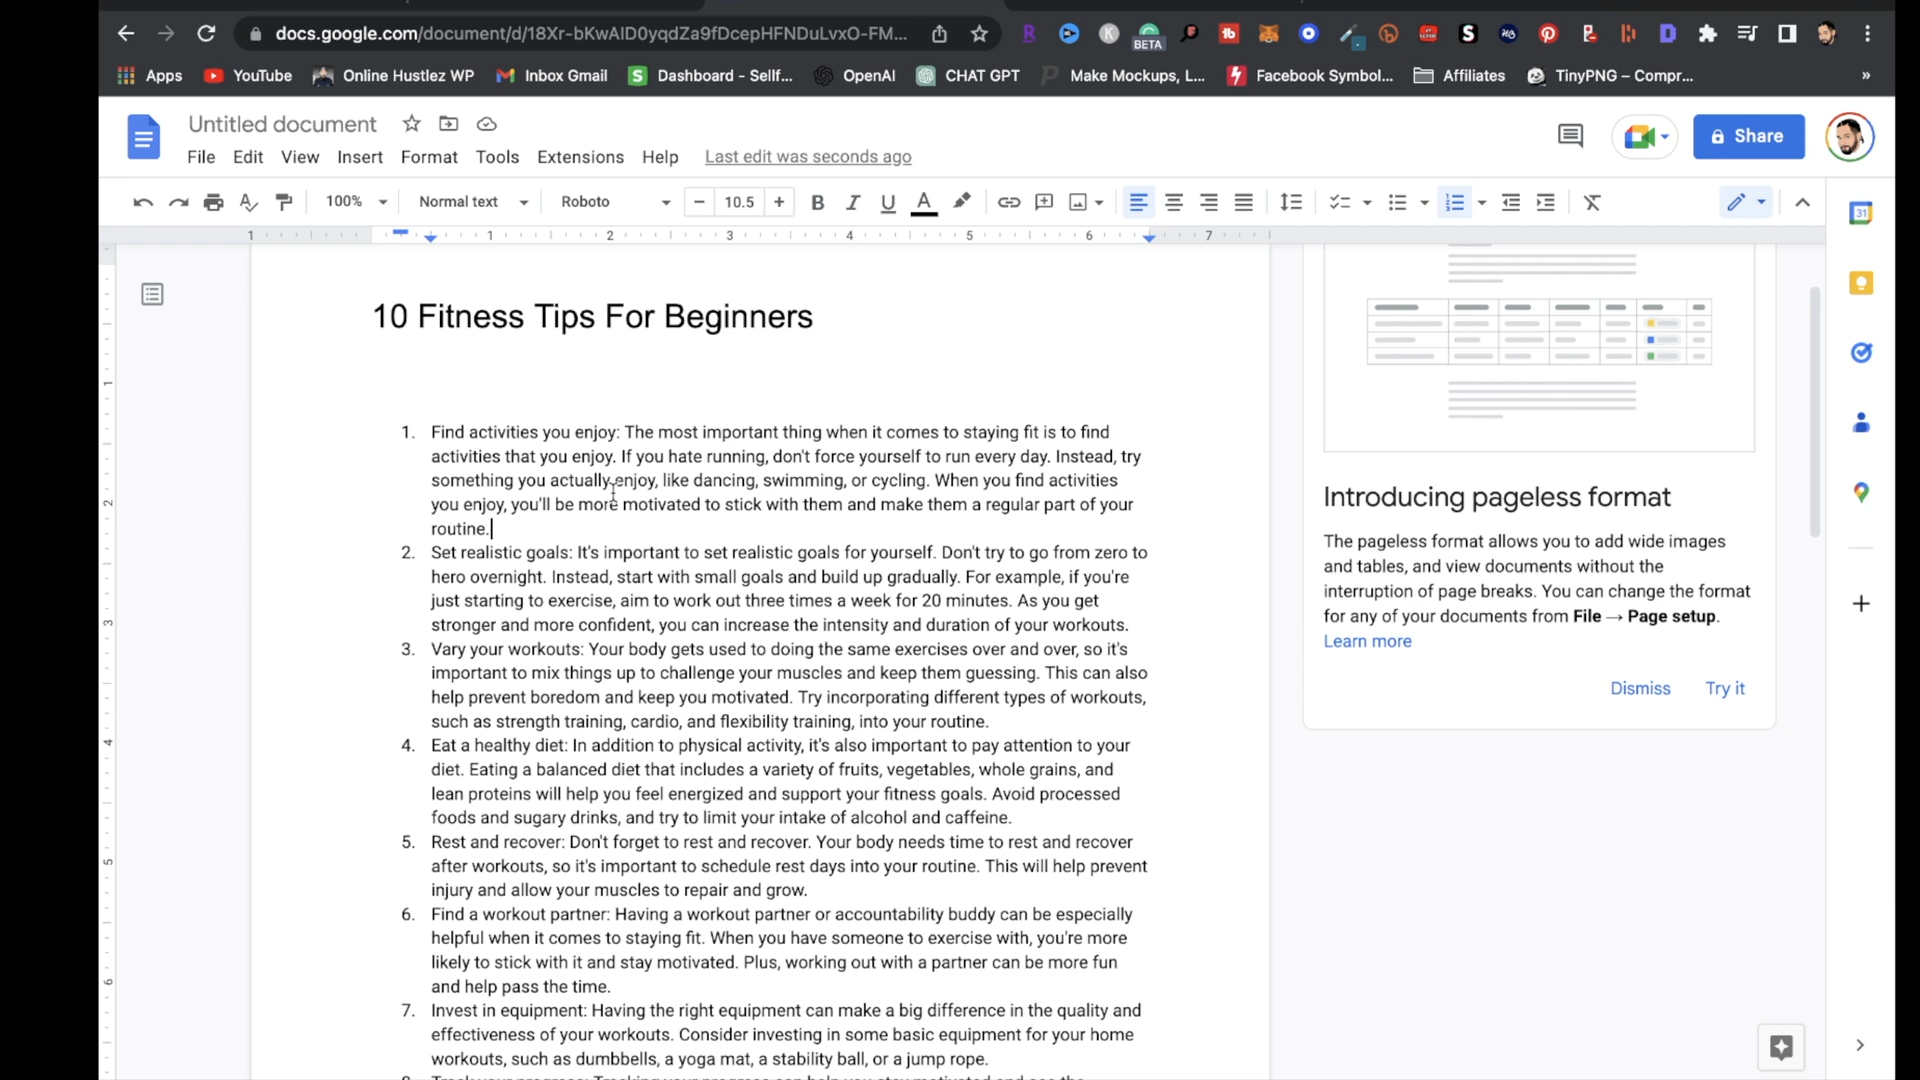 docs.google.com/document/d/18Xr-bKwAlD0yqdZa9fDcepHFNDuLvxO-FM...
BETA
Apps YouTube Online Hustlez WP Inbox Gmail Dashboard - Sellf... OpenAI CHAT GPT Make Mockups, L... Facebook Symbol... Affiliates TinyPNG – Compr... »
Untitled document
File Edit View Insert Format Tools Extensions Help Last edit was seconds ago
Share
100% Normal text Roboto – 10.5 + B I U A
1 1 2 3 4 5 6 7
31
10 Fitness Tips For Beginners
1. Find activities you enjoy: The most important thing when it comes to staying fit is to find
activities that you enjoy. If you hate running, don't force yourself to run every day. Instead, try
something you actually enjoy, like dancing, swimming, or cycling. When you find activities
you enjoy, you'll be more motivated to stick with them and make them a regular part of your
routine.
2. Set realistic goals: It's important to set realistic goals for yourself. Don't try to go from zero to
hero overnight. Instead, start with small goals and build up gradually. For example, if you're
just starting to exercise, aim to work out three times a week for 20 minutes. As you get
stronger and more confident, you can increase the intensity and duration of your workouts.
3. Vary your workouts: Your body gets used to doing the same exercises over and over, so it's
important to mix things up to challenge your muscles and keep them guessing. This can also
help prevent boredom and keep you motivated. Try incorporating different types of workouts,
such as strength training, cardio, and flexibility training, into your routine.
4. Eat a healthy diet: In addition to physical activity, it's also important to pay attention to your
diet. Eating a balanced diet that includes a variety of fruits, vegetables, whole grains, and
lean proteins will help you feel energized and support your fitness goals. Avoid processed
foods and sugary drinks, and try to limit your intake of alcohol and caffeine.
5. Rest and recover: Don't forget to rest and recover. Your body needs time to rest and recover
after workouts, so it's important to schedule rest days into your routine. This will help prevent
injury and allow your muscles to repair and grow.
6. Find a workout partner: Having a workout partner or accountability buddy can be especially
helpful when it comes to staying fit. When you have someone to exercise with, you're more
likely to stick with it and stay motivated. Plus, working out with a partner can be more fun
and help pass the time.
7. Invest in equipment: Having the right equipment can make a big difference in the quality and
effectiveness of your workouts. Consider investing in some basic equipment for your home
workouts, such as dumbbells, a yoga mat, a stability ball, or a jump rope.
Introducing pageless format
The pageless format allows you to add wide images
and tables, and view documents without the
interruption of page breaks. You can change the format
for any of your documents from File → Page setup.
Learn more
Dismiss Try it
1
2
3
4
5
6